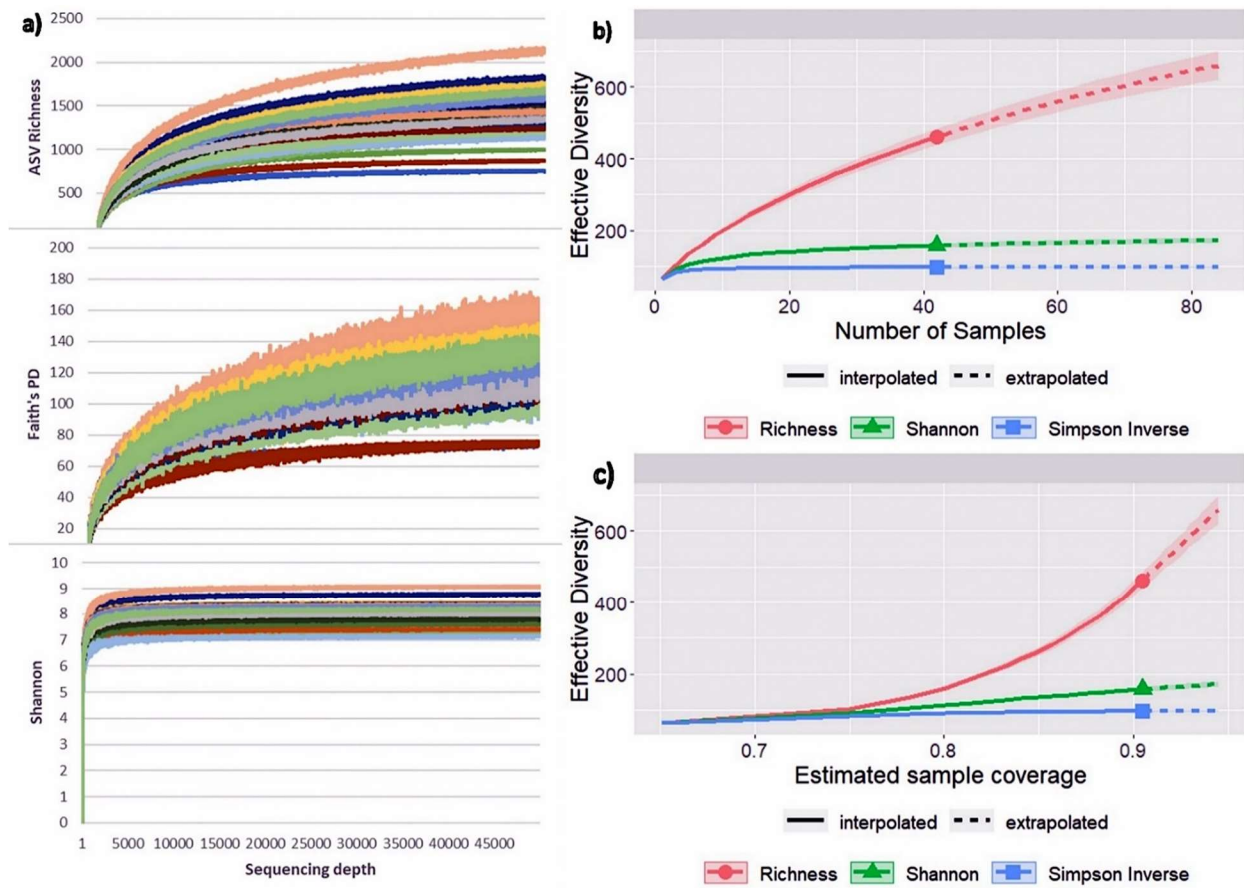 a)
2500
2000
1500
1000
500
ASV Richness
200
180
160
140
120
100
80
60
40
20
Faith's PD
10
9
8
7
6
5
4
3
2
1
0
Shannon
1 5000 10000 15000 20000 25000 30000 35000 40000 45000
Sequencing depth
b)
600
400
200
Effective Diversity
0 20 40 60 80
Number of Samples
interpolated extrapolated
Richness Shannon Simpson Inverse
c)
600
400
200
Effective Diversity
0.7 0.8 0.9
Estimated sample coverage
interpolated extrapolated
Richness Shannon Simpson Inverse